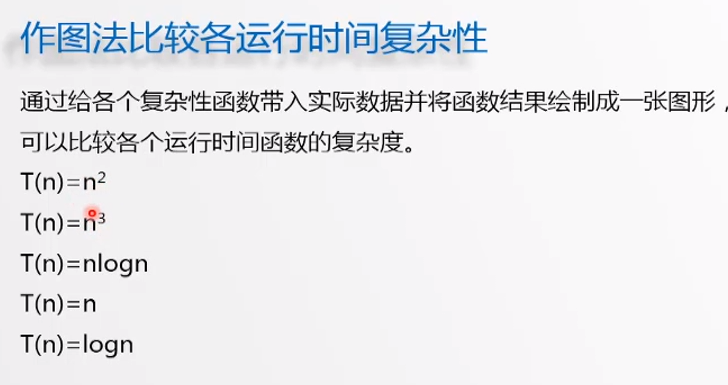 作图法比较各运行时间复杂性
通过给各个复杂性函数带入实际数据并将函数结果绘制成一张图形，
可以比较各个运行时间函数的复杂度。
T(n)=n²
T(n)=n³
T(n)=nlogn
T(n)=n
T(n)=logn